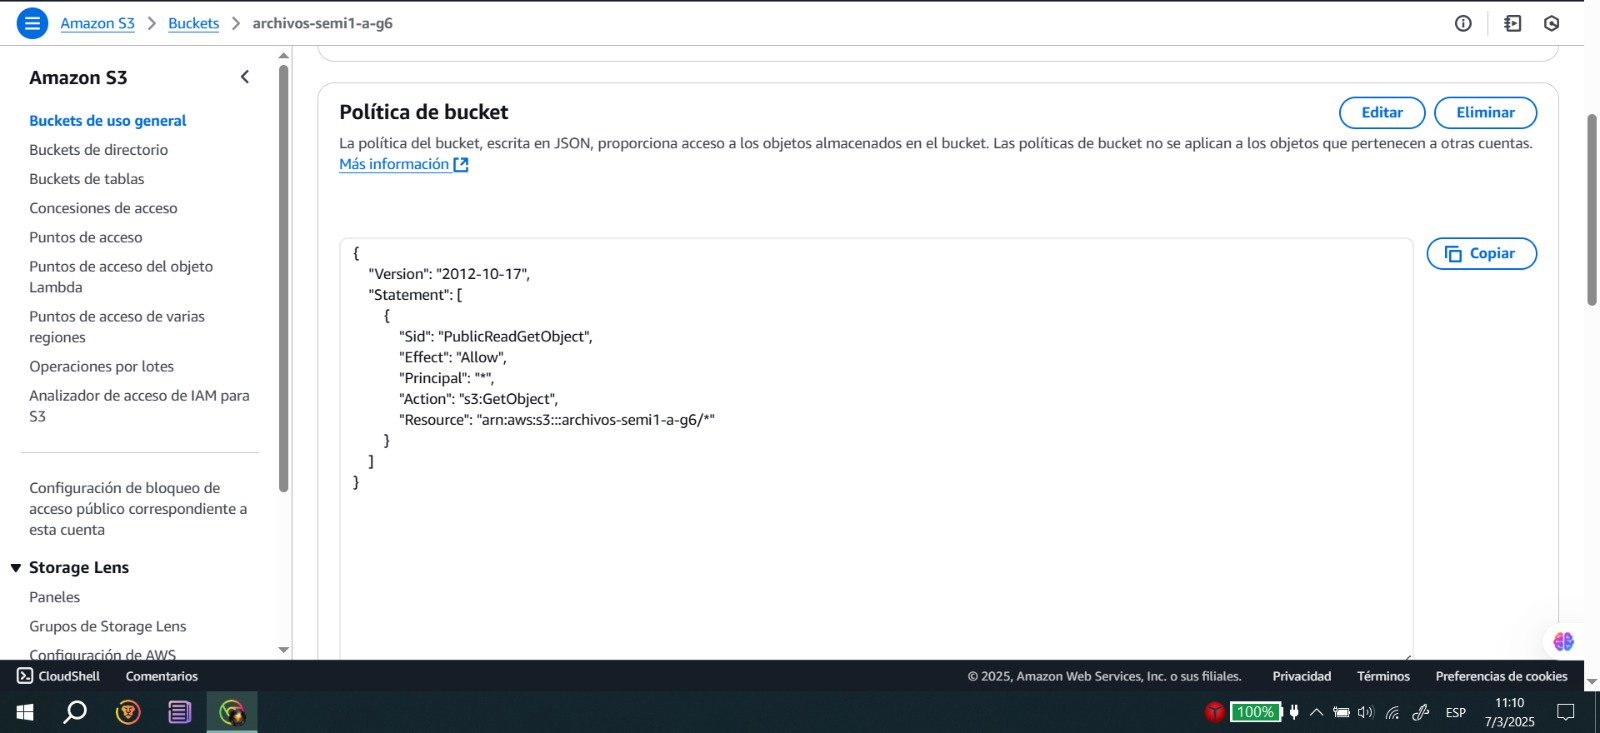 Amazon S3 > Buckets > archivos-semi1-a-g6
Amazon S3
Buckets de uso general
Buckets de directorio
Buckets de tablas
Concesiones de acceso
Puntos de acceso
Puntos de acceso del objeto
Lambda
Puntos de acceso de varias
regiones
Operaciones por lotes
Analizador de acceso de IAM para
S3
Configuración de bloqueo de
acceso público correspondiente a
esta cuenta
Storage Lens
Paneles
Grupos de Storage Lens
Configuración de AWS
Política de bucket
Editar
Eliminar
La política del bucket, escrita en JSON, proporciona acceso a los objetos almacenados en el bucket. Las políticas de bucket no se aplican a los objetos que pertenecen a otras cuentas.
Más información
Copiar
{
"Version": "2012-10-17",
"Statement": [
{
"Sid": "PublicReadGetObject",
"Effect": "Allow",
"Principal": "*",
"Action": "s3:GetObject",
"Resource": "arn:aws:s3:::archivos-semi1-a-g6/*"
}
]
}
CloudShell
Comentarios
© 2025, Amazon Web Services, Inc. o sus filiales.
Privacidad
Términos
Preferencias de cookies
100%
ESP
11:10
7/3/2025